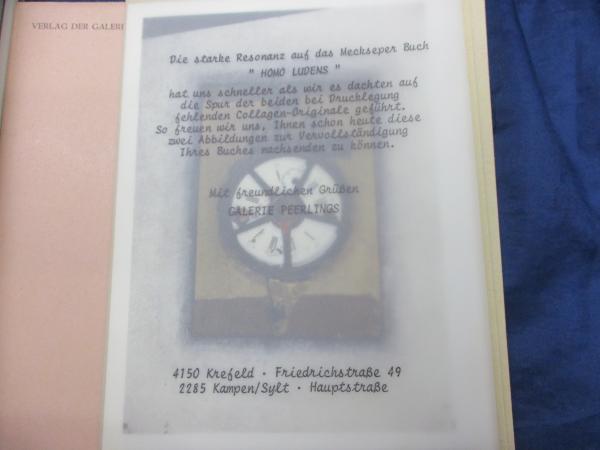 VERLAG DER GALERI
Die starke Resonanz auf das Meckseper Buch
" HOMO LUDENS "
hat uns schneller als wir es dachten auf
die Spur der beiden bei Drucklegung
fehlenden Collagen-Originale geführt.
So freuen wir uns, Ihnen schon heute diese
zwei Abbildungen zur Vervollständigung
Ihres Buches nachsenden zu können.
Mit freundlichen Grüßen
GALERIE PEERLINGS
4150 Krefeld · Friedrichstraße 49
2285 Kampen/Sylt · Hauptstraße